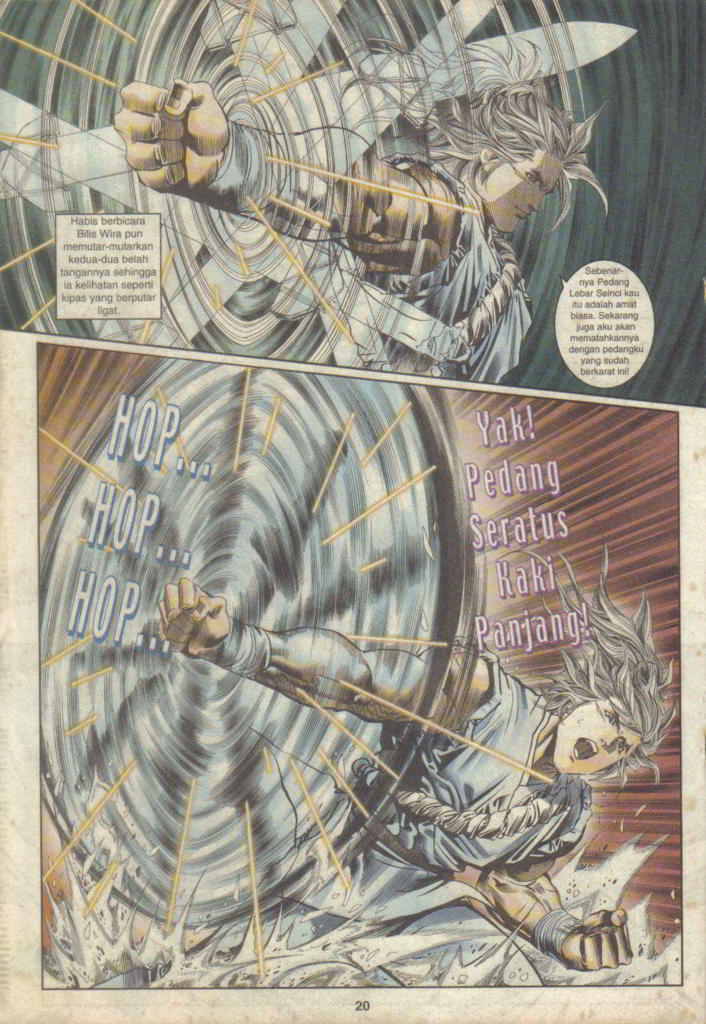 Habis berbicara
Bilis Wira pun
memutar-mutarkan
kedua-dua belah
tangannya sehingga
ia kelihatan seperti
kipas yang berputar
ligat.
Sebenar-
nya Pedang
Lebar Seinci kau
itu adalah amat
biasa. Sekarang
juga aku akan
mematahkannya
dengan pedangku
yang sudah
berkarat ini!
HOP...
HOP...
HOP...
Yak!
Pedang
Seratus
Kaki
Panjang!
20